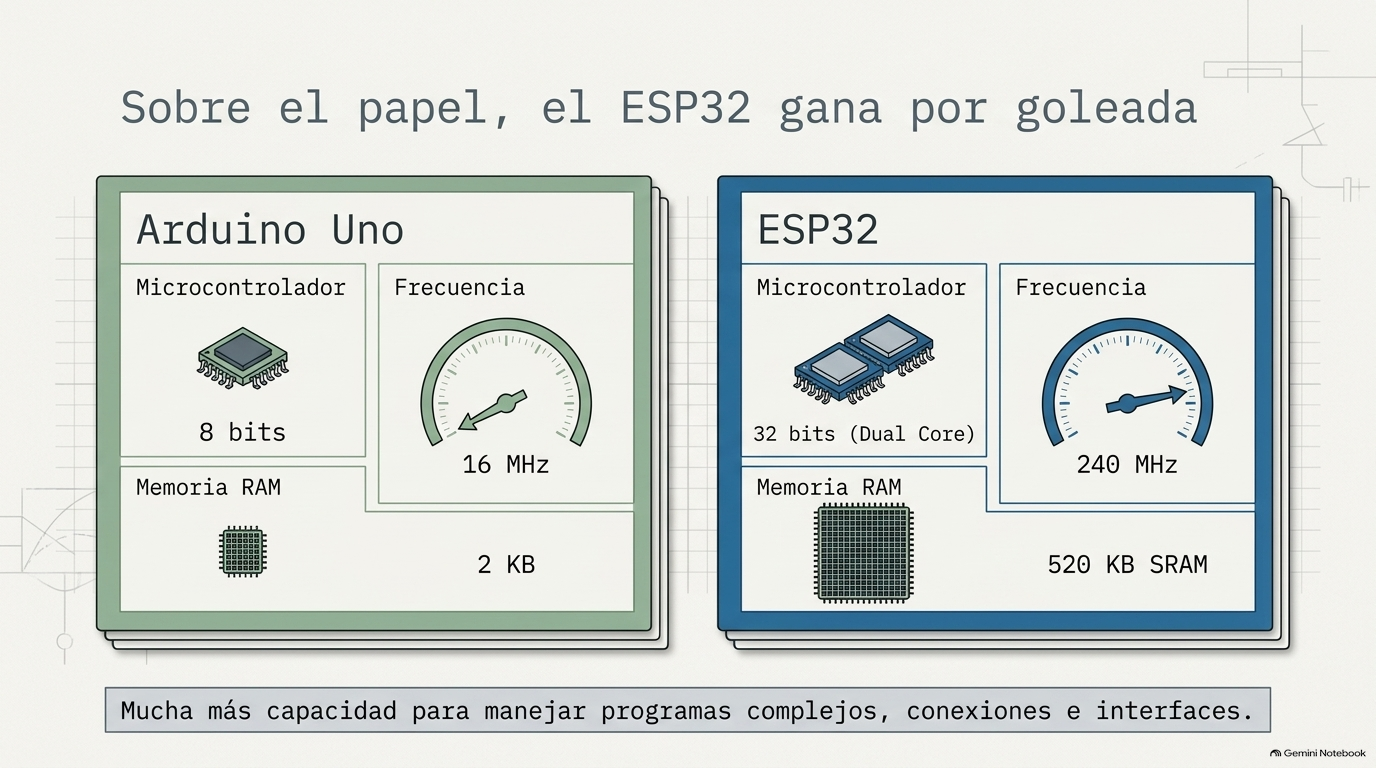 Sobre el papel, el ESP32 gana por goleada
Arduino Uno
Microcontrolador
8 bits
Frecuencia
16 MHz
Memoria RAM
2 KB
ESP32
Microcontrolador
32 bits (Dual Core)
Frecuencia
240 MHz
Memoria RAM
520 KB SRAM
Mucha más capacidad para manejar programas complejos, conexiones e interfaces.
Gemini Notebook